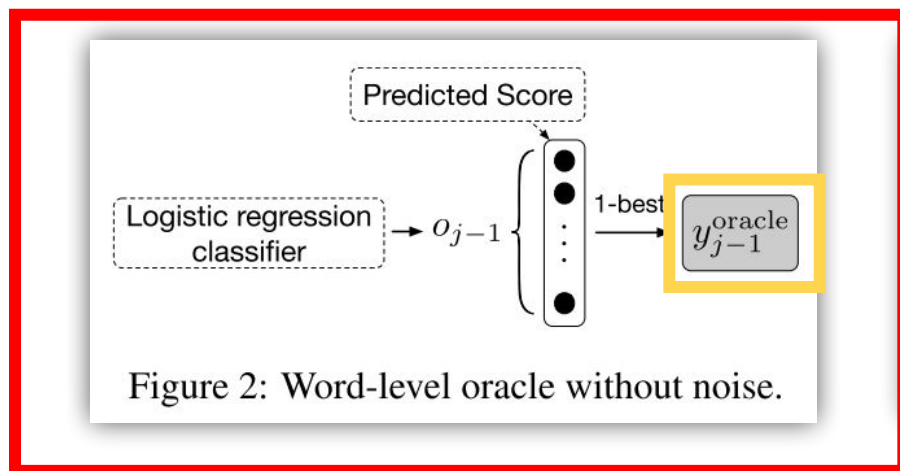 Predicted Score
Logistic regression
classifier
o_{j-1}
1-best
y_{j-1}^{oracle}
Figure 2: Word-level oracle without noise.